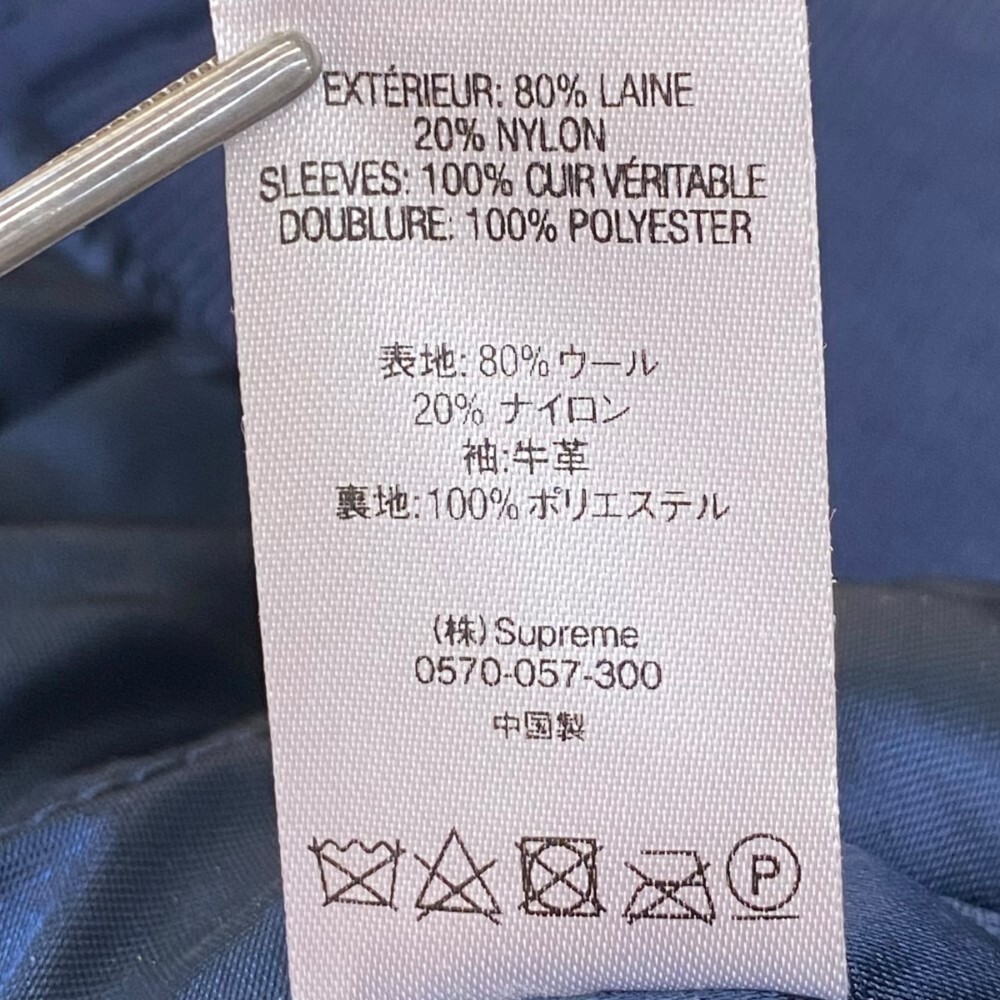 EXTÉRIEUR: 80% LAINE
20% NYLON
SLEEVES: 100% CUIR VÉRITABLE
DOUBLURE: 100% POLYESTER
表地: 80% ウール
20% ナイロン
袖:牛革
裏地:100% ポリエステル
(株) Supreme
0570-057-300
中国製
P